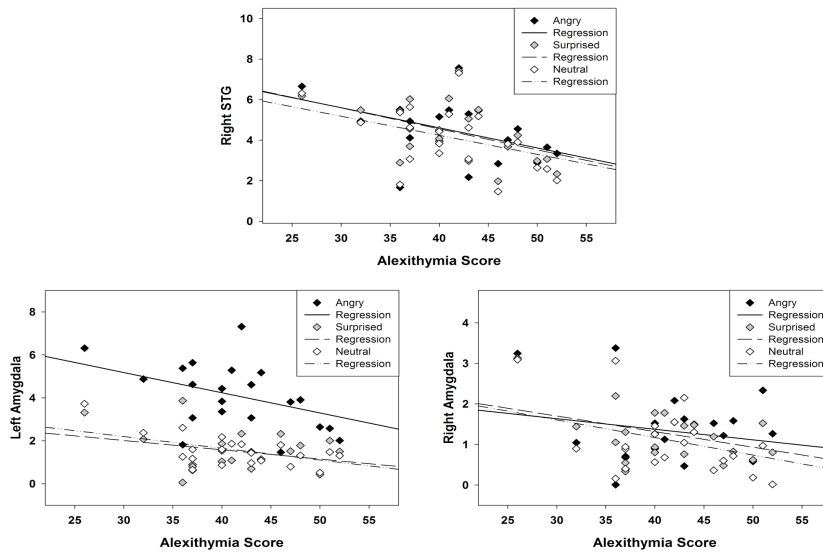 Right STG
10
8
6
4
2
0
Angry
Regression
Surprised
Regression
Neutral
Regression
25 30 35 40 45 50 55
Alexithymia Score
Left Amygdala
8
6
4
2
0
Angry
Regression
Surprised
Regression
Neutral
Regression
25 30 35 40 45 50 55
Alexithymia Score
Right Amygdala
4
3
2
1
0
Angry
Regression
Surprised
Regression
Neutral
Regression
25 30 35 40 45 50 55
Alexithymia Score